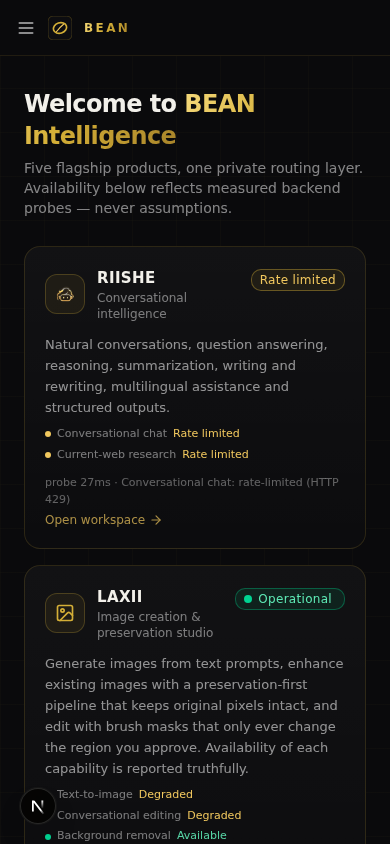 BEAN
Welcome to BEAN
Intelligence
Five flagship products, one private routing layer.
Availability below reflects measured backend
probes — never assumptions.
RIISHE
Rate limited
Conversational
intelligence
Natural conversations, question answering,
reasoning, summarization, writing and
rewriting, multilingual assistance and
structured outputs.
Conversational chat Rate limited
Current-web research Rate limited
probe 27ms · Conversational chat: rate-limited (HTTP
429)
Open workspace →
LAXII
Operational
Image creation &
preservation studio
Generate images from text prompts, enhance
existing images with a preservation-first
pipeline that keeps original pixels intact, and
edit with brush masks that only ever change
the region you approve. Availability of each
capability is reported truthfully.
Text-to-image Degraded
Conversational editing Degraded
N
Background removal Available